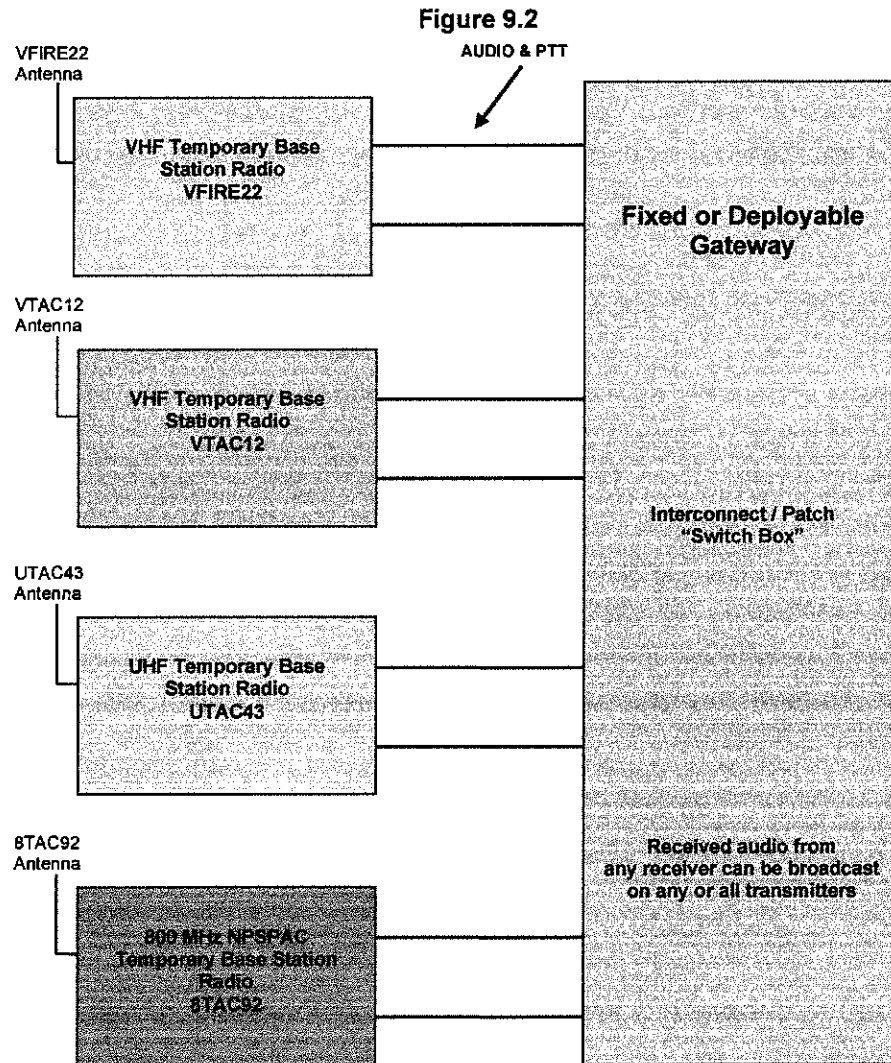 Figure 9.2
AUDIO & PTT
VFIRE22
Antenna
VHF Temporary Base
Station Radio
VFIRE22
Fixed or Deployable
Gateway
VTAC12
Antenna
VHF Temporary Base
Station Radio
VTAC12
Interconnect / Patch
“Switch Box”
UTAC43
Antenna
UHF Temporary Base
Station Radio
UTAC43
8TAC92
Antenna
800 MHz NPSPAC
Temporary Base Station
Radio
8TAC92
Received audio from
any receiver can be broadcast
on any or all transmitters